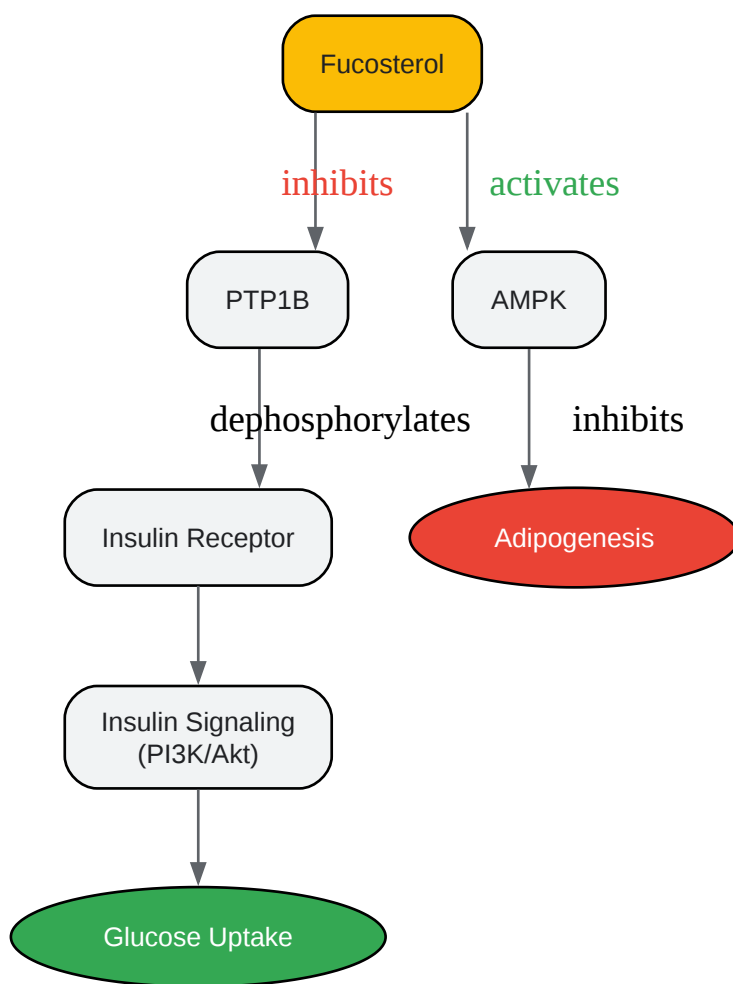 Fucosterol
inhibits
activates
PTP1B
AMPK
dephosphorylates
inhibits
Insulin Receptor
Adipogenesis
Insulin Signaling
(PI3K/Akt)
Glucose Uptake